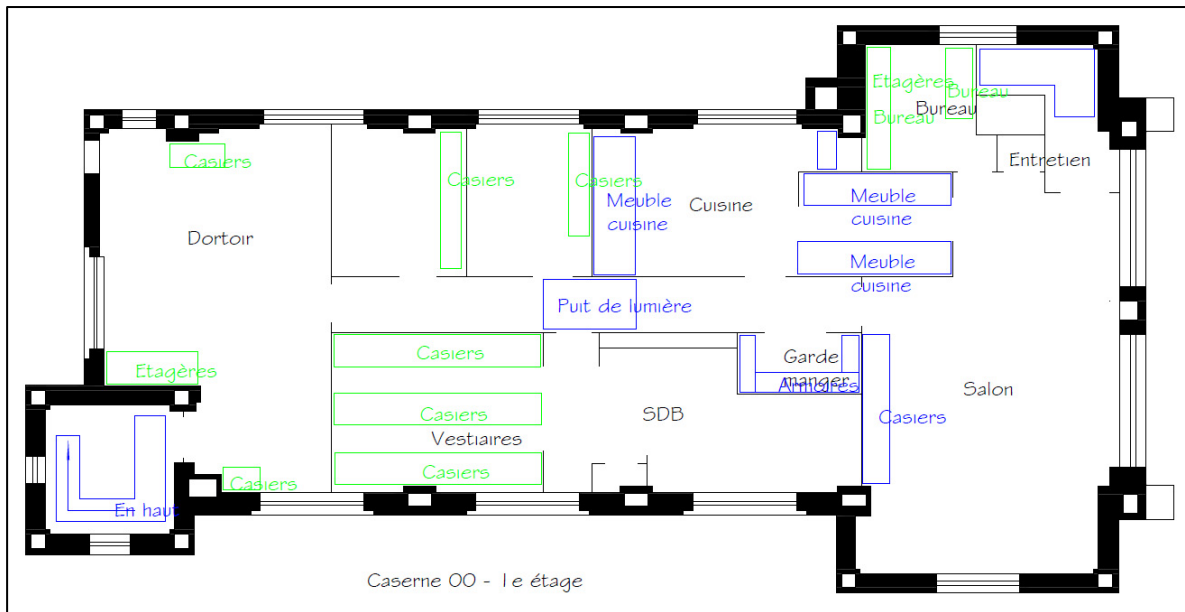 Etagères
Bureau
Bureau
Bureau
Entretien
Casiers
Casiers
Casiers
Meuble
cuisine
Cuisine
Meuble
cuisine
Dortoir
Meuble
cuisine
Puit de lumière
Casiers
Garde
manger
Armoires
Etagères
Salon
Casiers
SDB
Casiers
Vestiaires
Casiers
Casiers
En haut
Caserne 00 - 1e étage